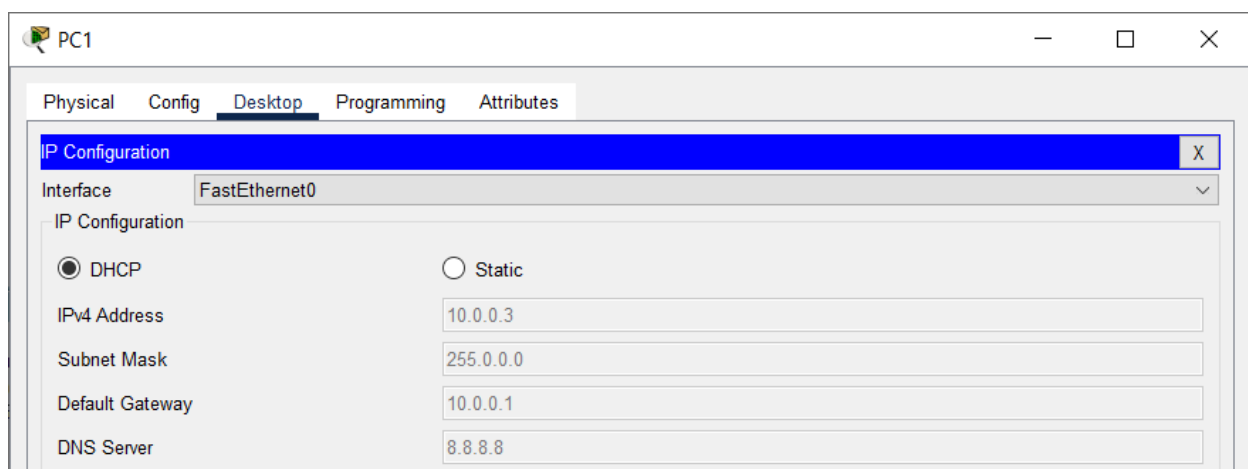 PC1
Physical Config Desktop Programming Attributes
IP Configuration X
Interface FastEthernet0
IP Configuration
DHCP Static
IPv4 Address 10.0.0.3
Subnet Mask 255.0.0.0
Default Gateway 10.0.0.1
DNS Server 8.8.8.8